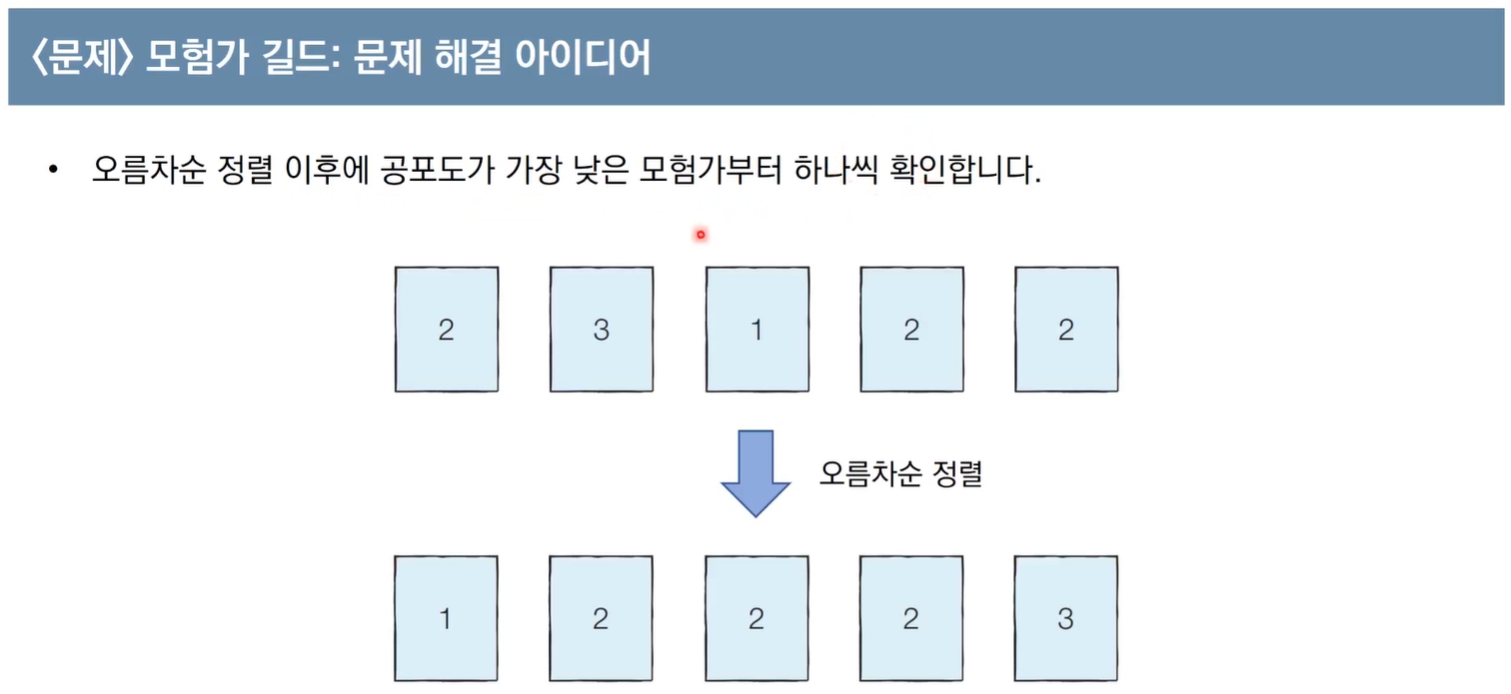 〈문제〉 모험가 길드: 문제 해결 아이디어
• 오름차순 정렬 이후에 공포도가 가장 낮은 모험가부터 하나씩 확인합니다.
2 3 1 2 2
오름차순 정렬
1 2 2 2 3